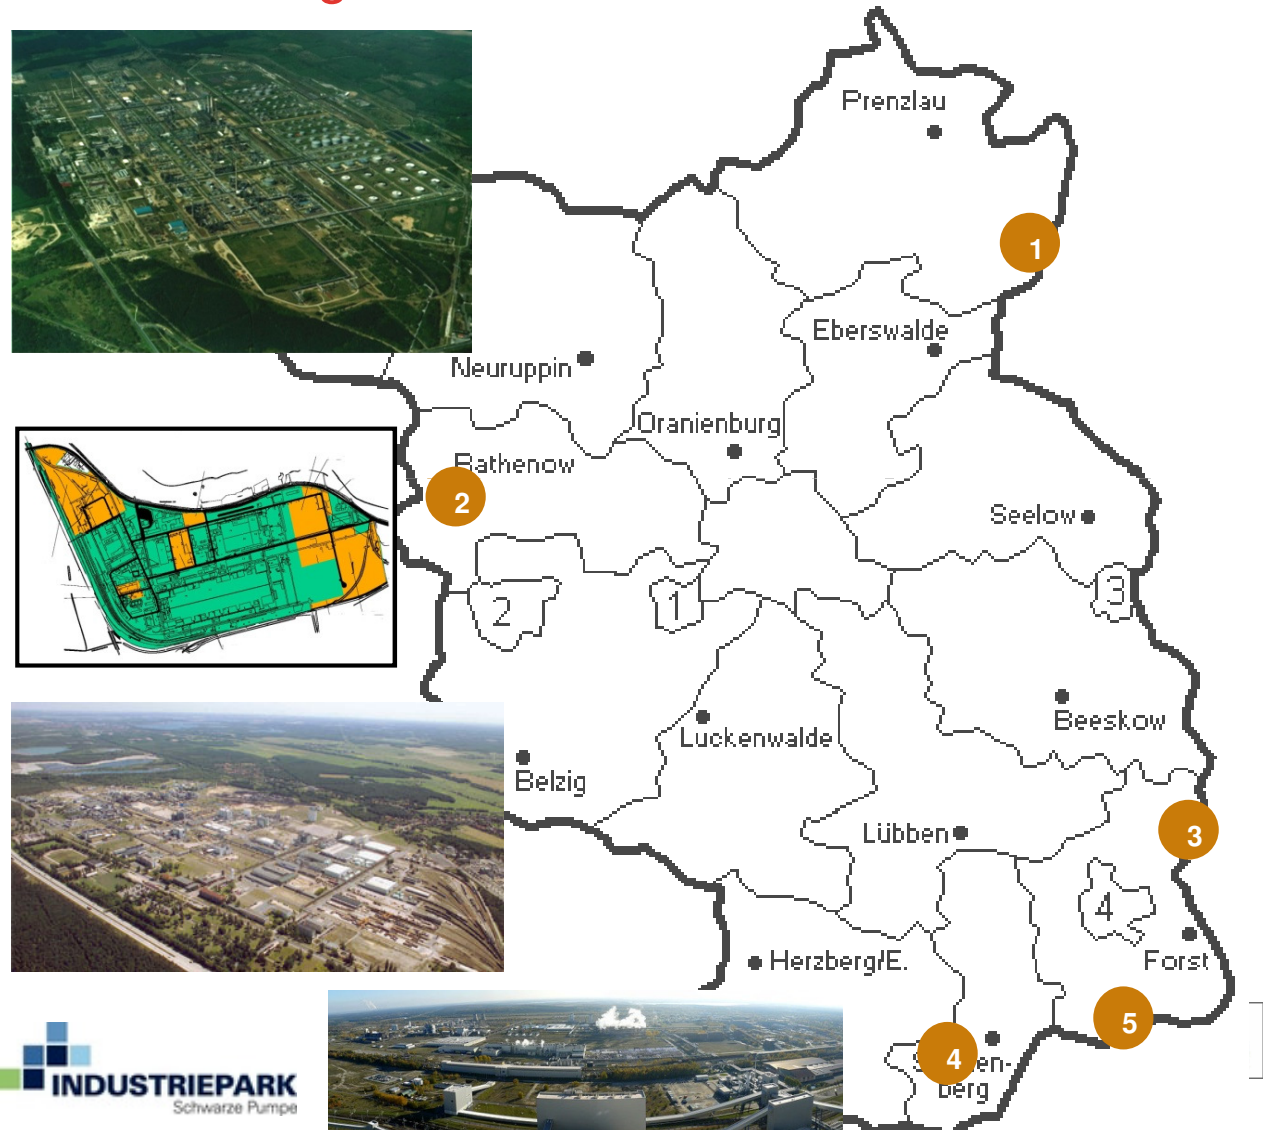 g
Prenzlau
1
Eberswalde
Neuruppin
Oranienburg
Rathenow
2
Seelow
3
2
1
Beeskow
Luckenwalde
Belzig
3
Lübben
4
Herzberg/E.
Forst
5
4
berg
INDUSTRIEPARK
Schwarze Pumpe